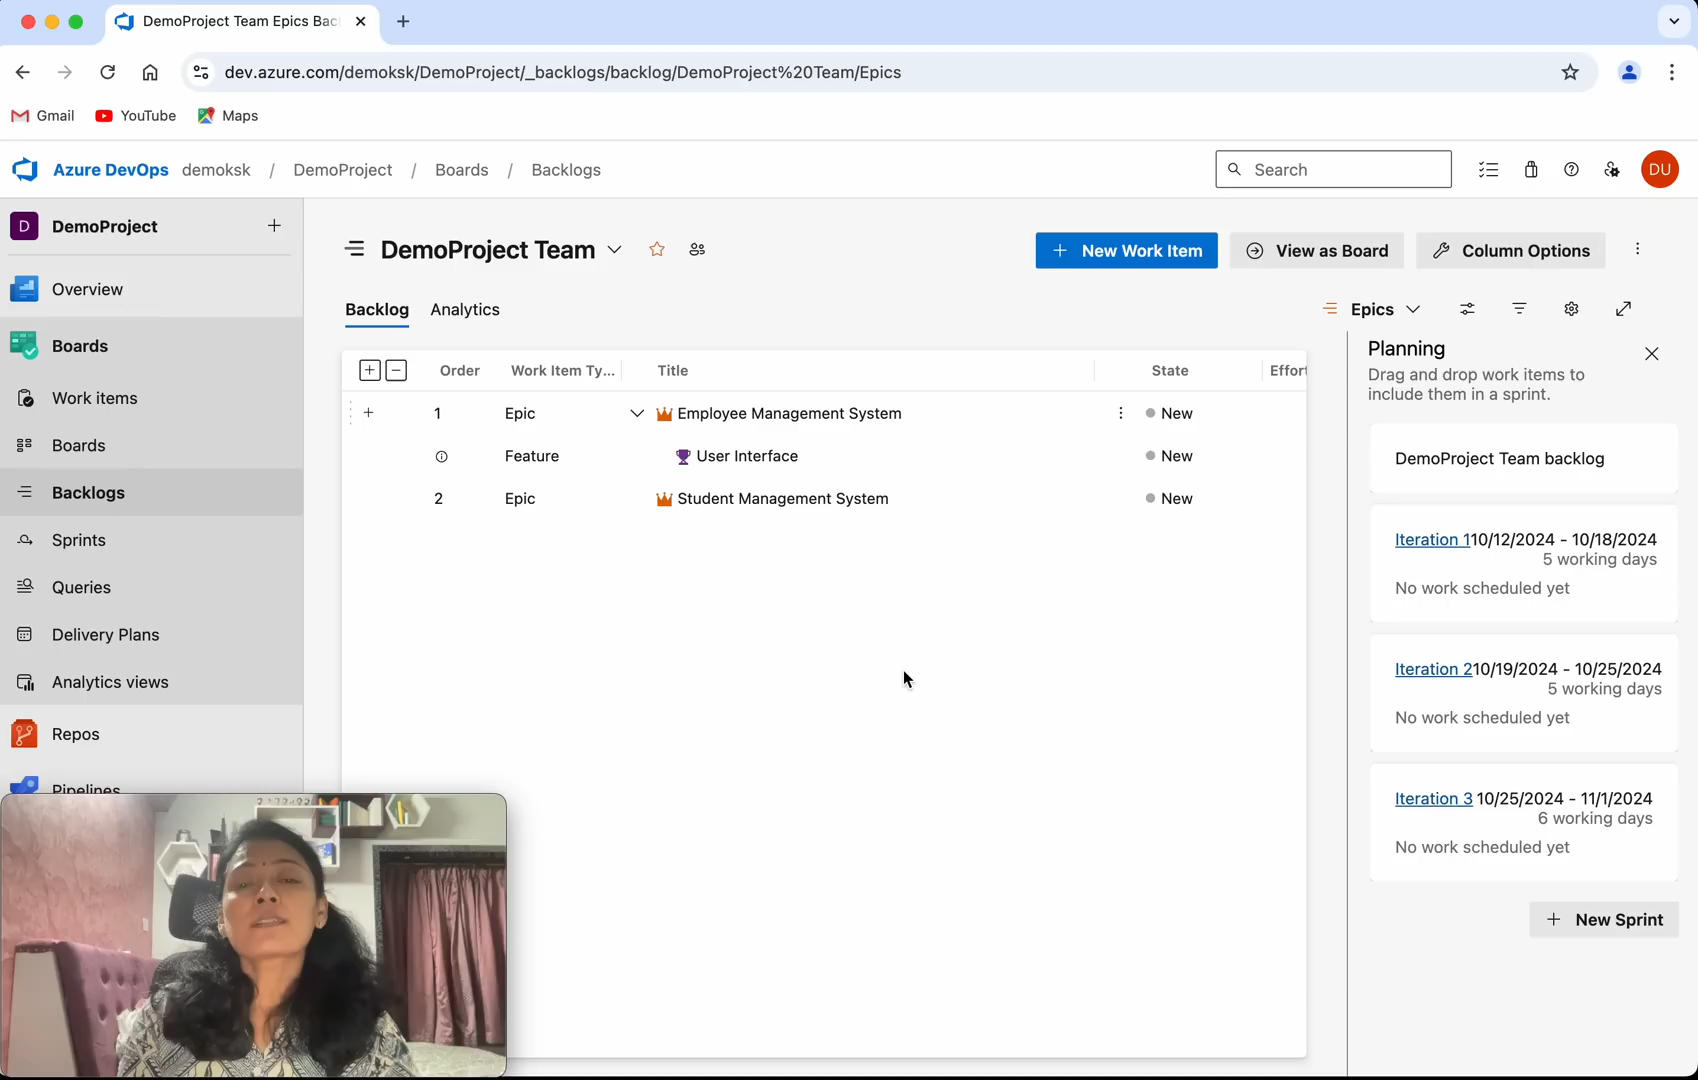 DemoProject Team Epics Bac
dev.azure.com/demoksk/DemoProject/_backlogs/backlog/DemoProject%20Team/Epics
Gmail YouTube Maps
Azure DevOps demoksk / DemoProject / Boards / Backlogs
Search
DU
D DemoProject
Overview
Boards
Work items
Boards
Backlogs
Sprints
Queries
Delivery Plans
Analytics views
Repos
Pipelines
DemoProject Team
New Work Item
View as Board
Column Options
Backlog Analytics
Epics
Order Work Item Ty... Title State Effort
1 Epic Employee Management System New
Feature User Interface New
2 Epic Student Management System New
Planning
Drag and drop work items to
include them in a sprint.
DemoProject Team backlog
Iteration 1 10/12/2024 - 10/18/2024
5 working days
No work scheduled yet
Iteration 2 10/19/2024 - 10/25/2024
5 working days
No work scheduled yet
Iteration 3 10/25/2024 - 11/1/2024
6 working days
No work scheduled yet
New Sprint